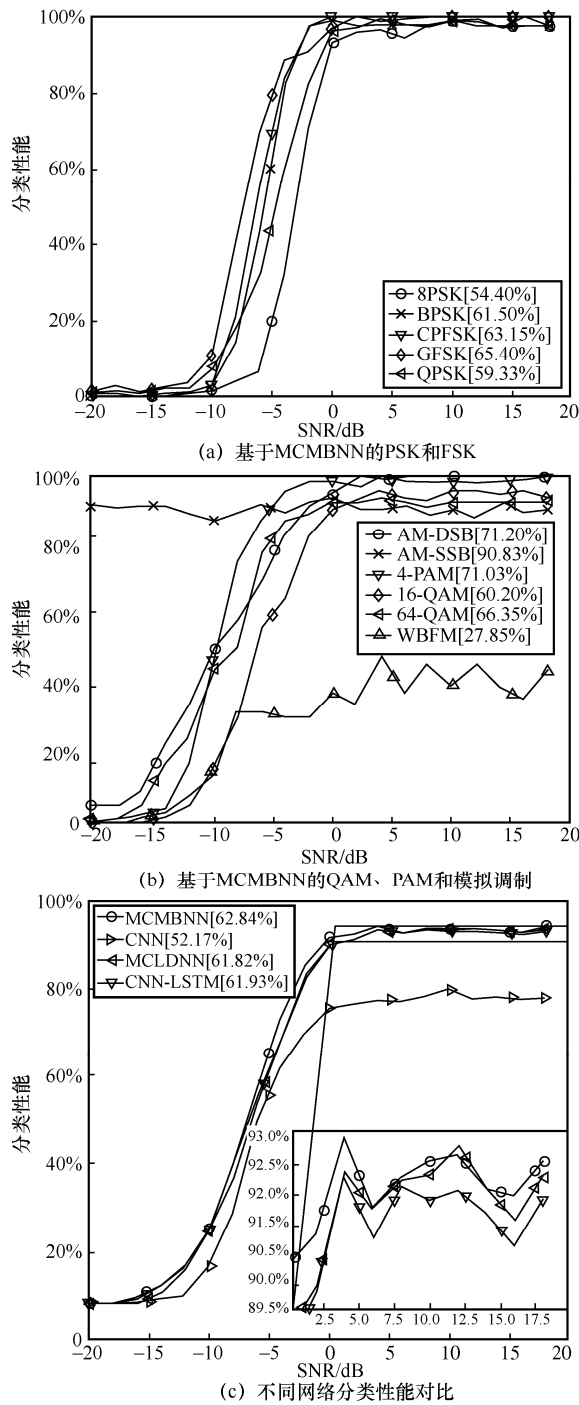 100%
80%
60%
40%
20%
0
分类性能
8PSK[54.40%]
BPSK[61.50%]
CPFSK[63.15%]
GFSK[65.40%]
QPSK[59.33%]
−20 −15 −10 −5 0 5 10 15 20
SNR/dB
(a) 基于MCMBNN的PSK和FSK
100%
80%
60%
40%
20%
0
分类性能
AM-DSB[71.20%]
AM-SSB[90.83%]
4-PAM[71.03%]
16-QAM[60.20%]
64-QAM[66.35%]
WBFM[27.85%]
−20 −15 −10 −5 0 5 10 15 20
SNR/dB
(b) 基于MCMBNN的QAM、PAM和模拟调制
100%
80%
60%
40%
20%
0
分类性能
MCMBNN[62.84%]
CNN[52.17%]
MCLDNN[61.82%]
CNN-LSTM[61.93%]
93.0%
92.5%
92.0%
91.5%
90.5%
90.0%
89.5%
2.5 5.0 7.5 10.0 12.5 15.0 17.5
−20 −15 −10 −5 0 5 10 15 20
SNR/dB
(c) 不同网络分类性能对比